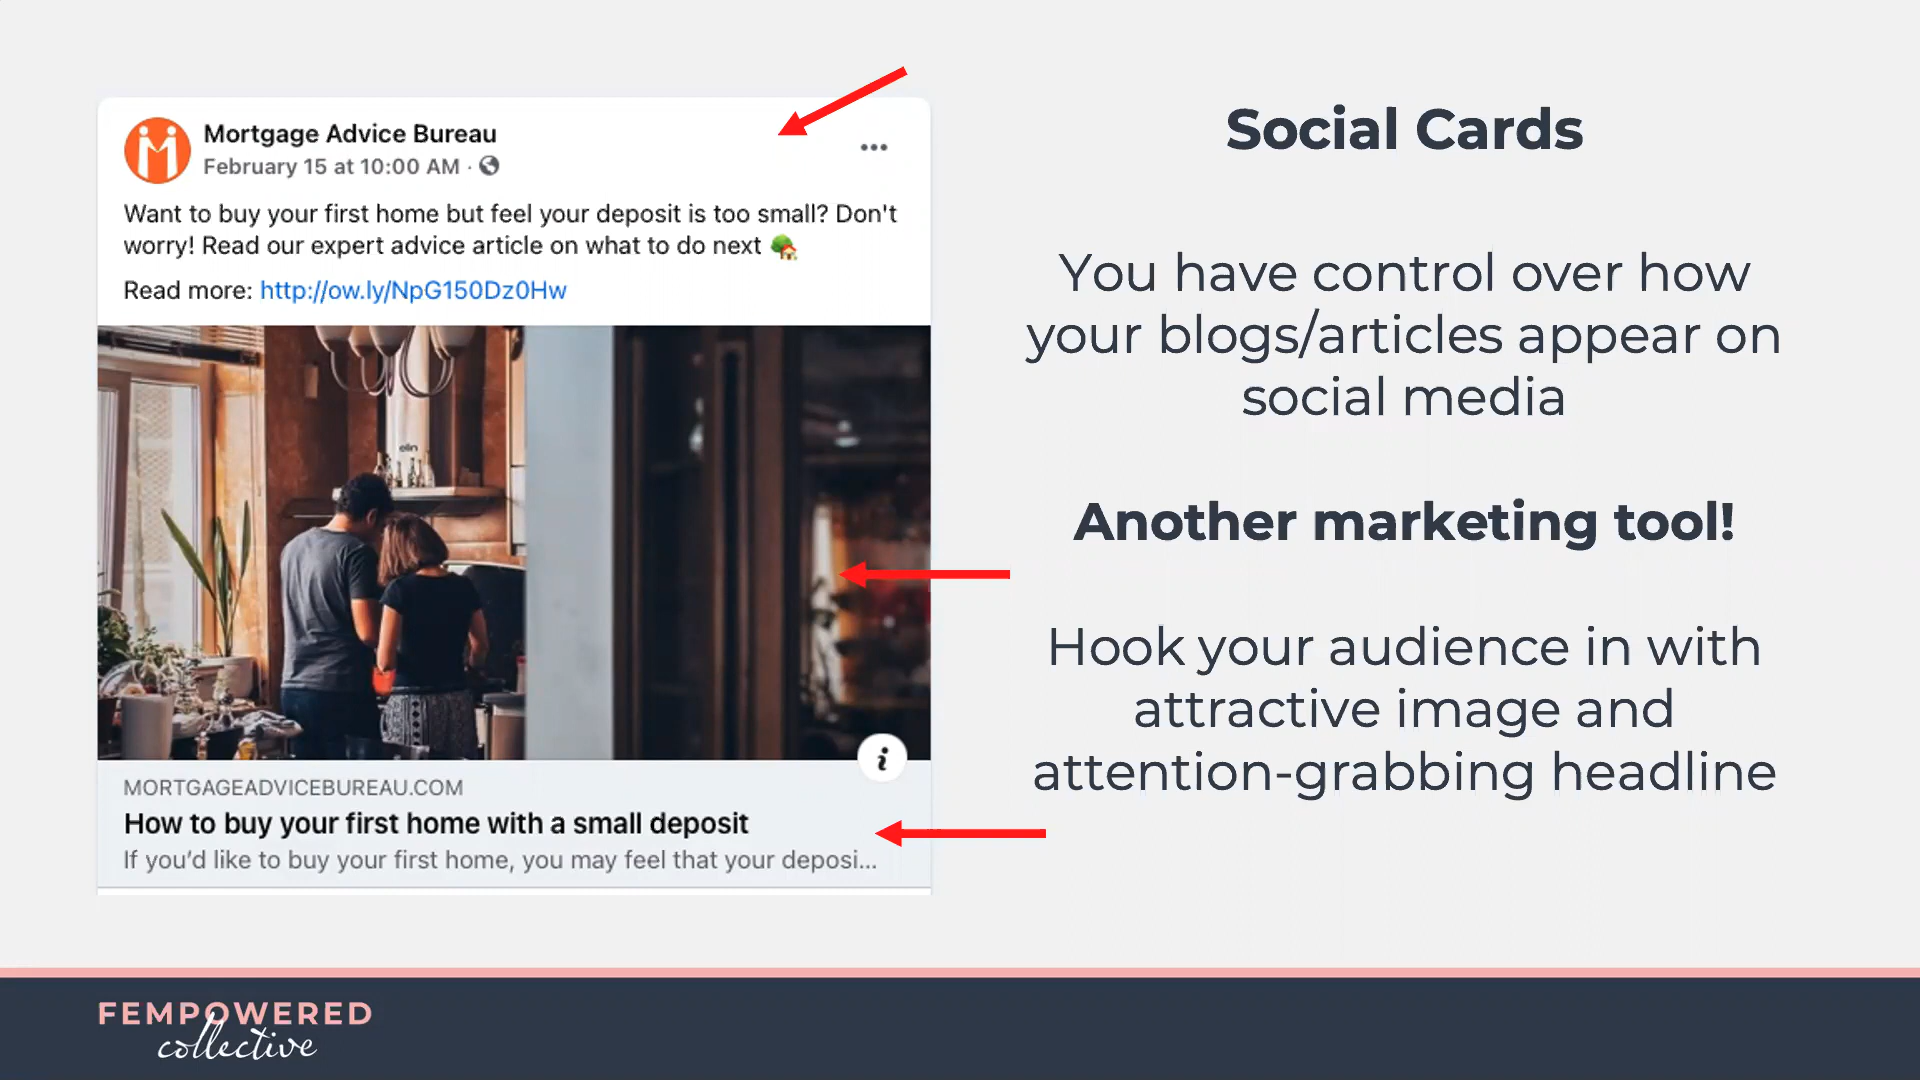 Mortgage Advice Bureau
February 15 at 10:00 AM ·
Want to buy your first home but feel your deposit is too small? Don't
worry! Read our expert advice article on what to do next
Read more: http://ow.ly/NpG150Dz0Hw
elin
MORTGAGEADVICEBUREAU.COM
How to buy your first home with a small deposit
If you’d like to buy your first home, you may feel that your deposi...
Social Cards
You have control over how
your blogs/articles appear on
social media
Another marketing tool!
Hook your audience in with
attractive image and
attention-grabbing headline
FEMPOWERED
collective